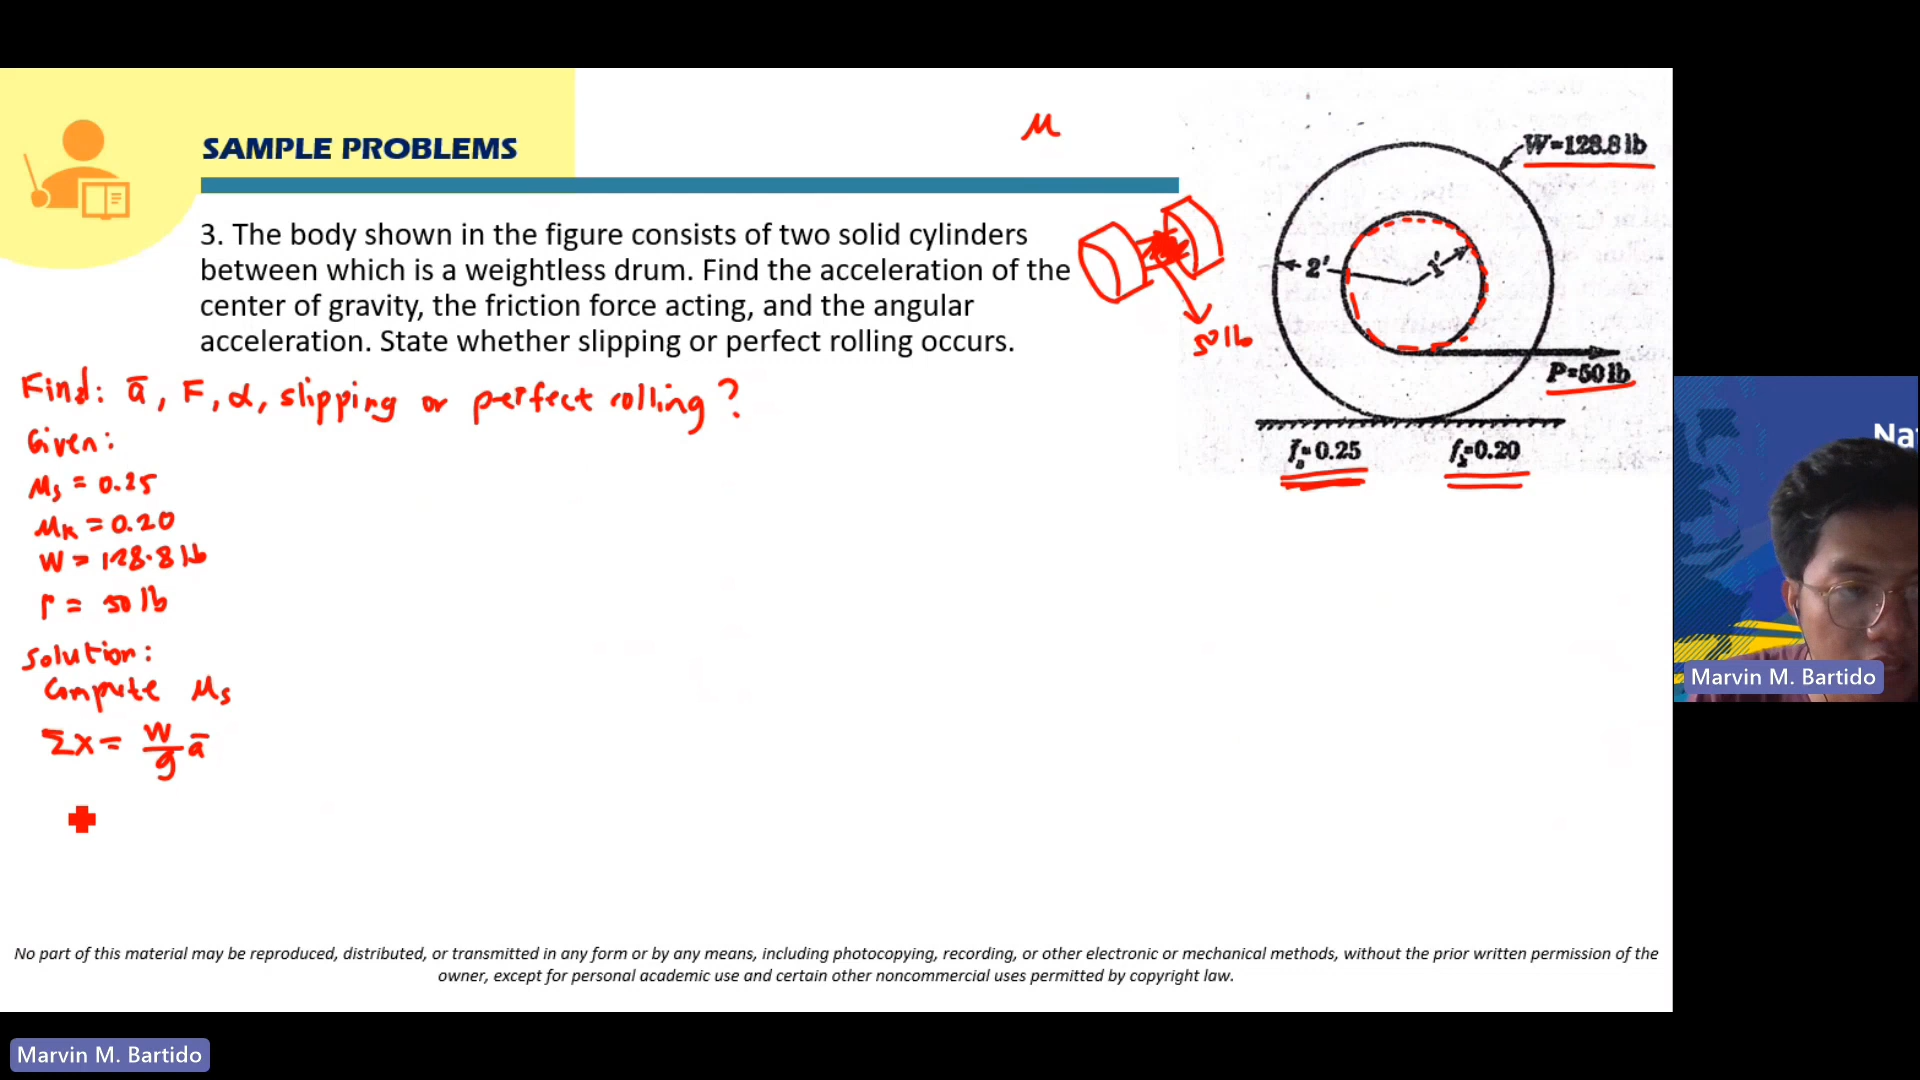 SAMPLE PROBLEMS
μ
3. The body shown in the figure consists of two solid cylinders
between which is a weightless drum. Find the acceleration of the
center of gravity, the friction force acting, and the angular
acceleration. State whether slipping or perfect rolling occurs.
50 lb
W=128.8 lb
2'
1'
P=50 lb
fs=0.25
fk=0.20
Find: ā, F, α, slipping or perfect rolling?
Given:
μs = 0.25
μk = 0.20
W = 128.8 lb
P = 50 lb
Solution:
Compute μs
Σx = W/g ā
No part of this material may be reproduced, distributed, or transmitted in any form or by any means, including photocopying, recording, or other electronic or mechanical methods, without the prior written permission of the
owner, except for personal academic use and certain other noncommercial uses permitted by copyright law.
Marvin M. Bartido
Marvin M. Bartido